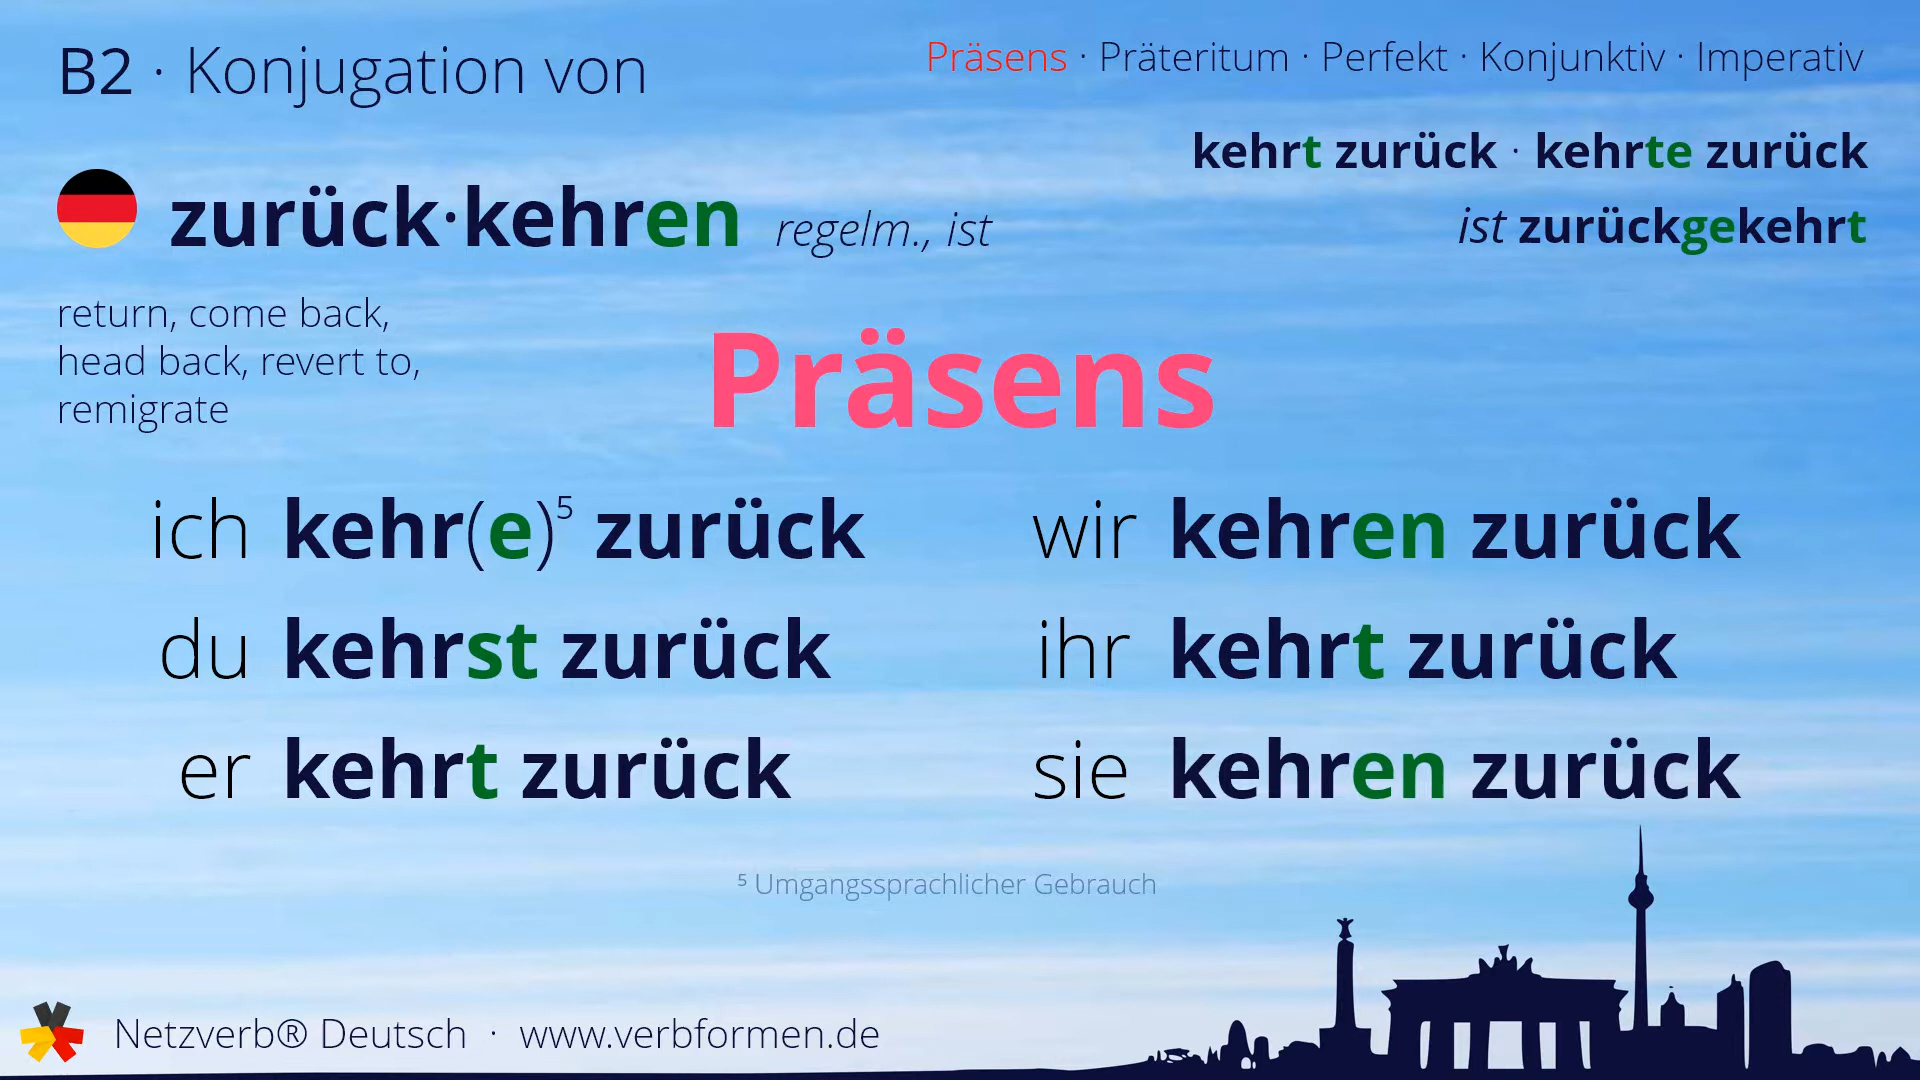 B2 · Konjugation von
Präsens · Präteritum · Perfekt · Konjunktiv · Imperativ
kehrt zurück · kehrte zurück
ist zurückgekehrt
zurück·kehren regelm., ist
return, come back,
head back, revert to,
remigrate
Präsens
ich kehr(e)⁵ zurück
du kehrst zurück
er kehrt zurück
wir kehren zurück
ihr kehrt zurück
sie kehren zurück
⁵ Umgangssprachlicher Gebrauch
Netzverb® Deutsch · www.verbformen.de